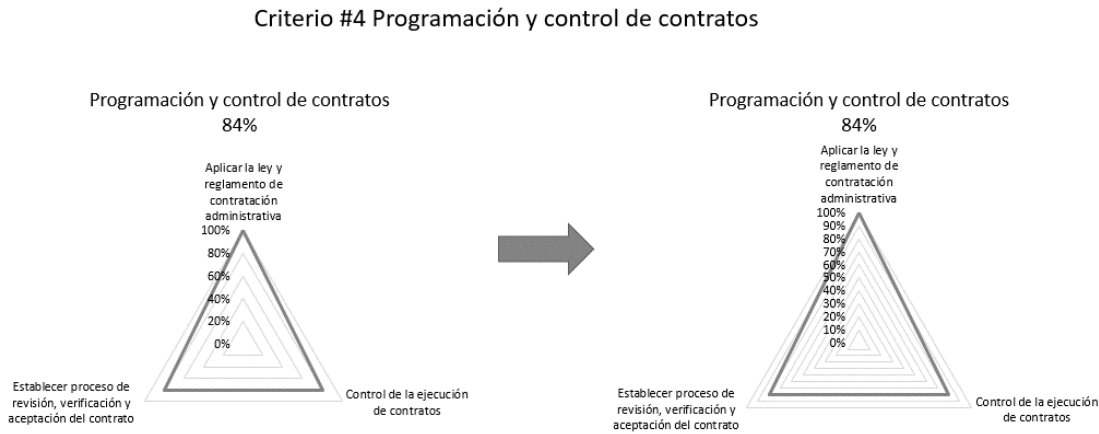 Criterio #4 Programación y control de contratos
Programación y control de contratos
84%
Aplicar la ley y
reglamento de
contratación
administrativa
100%
80%
60%
40%
20%
0%
Establecer proceso de
revisión, verificación y
aceptación del contrato
Control de la ejecución
de contratos
Programación y control de contratos
84%
Aplicar la ley y
reglamento de
contratación
administrativa
100%
90%
80%
70%
60%
50%
40%
30%
20%
10%
0%
Establecer proceso de
revisión, verificación y
aceptación del contrato
Control de la ejecución
de contratos